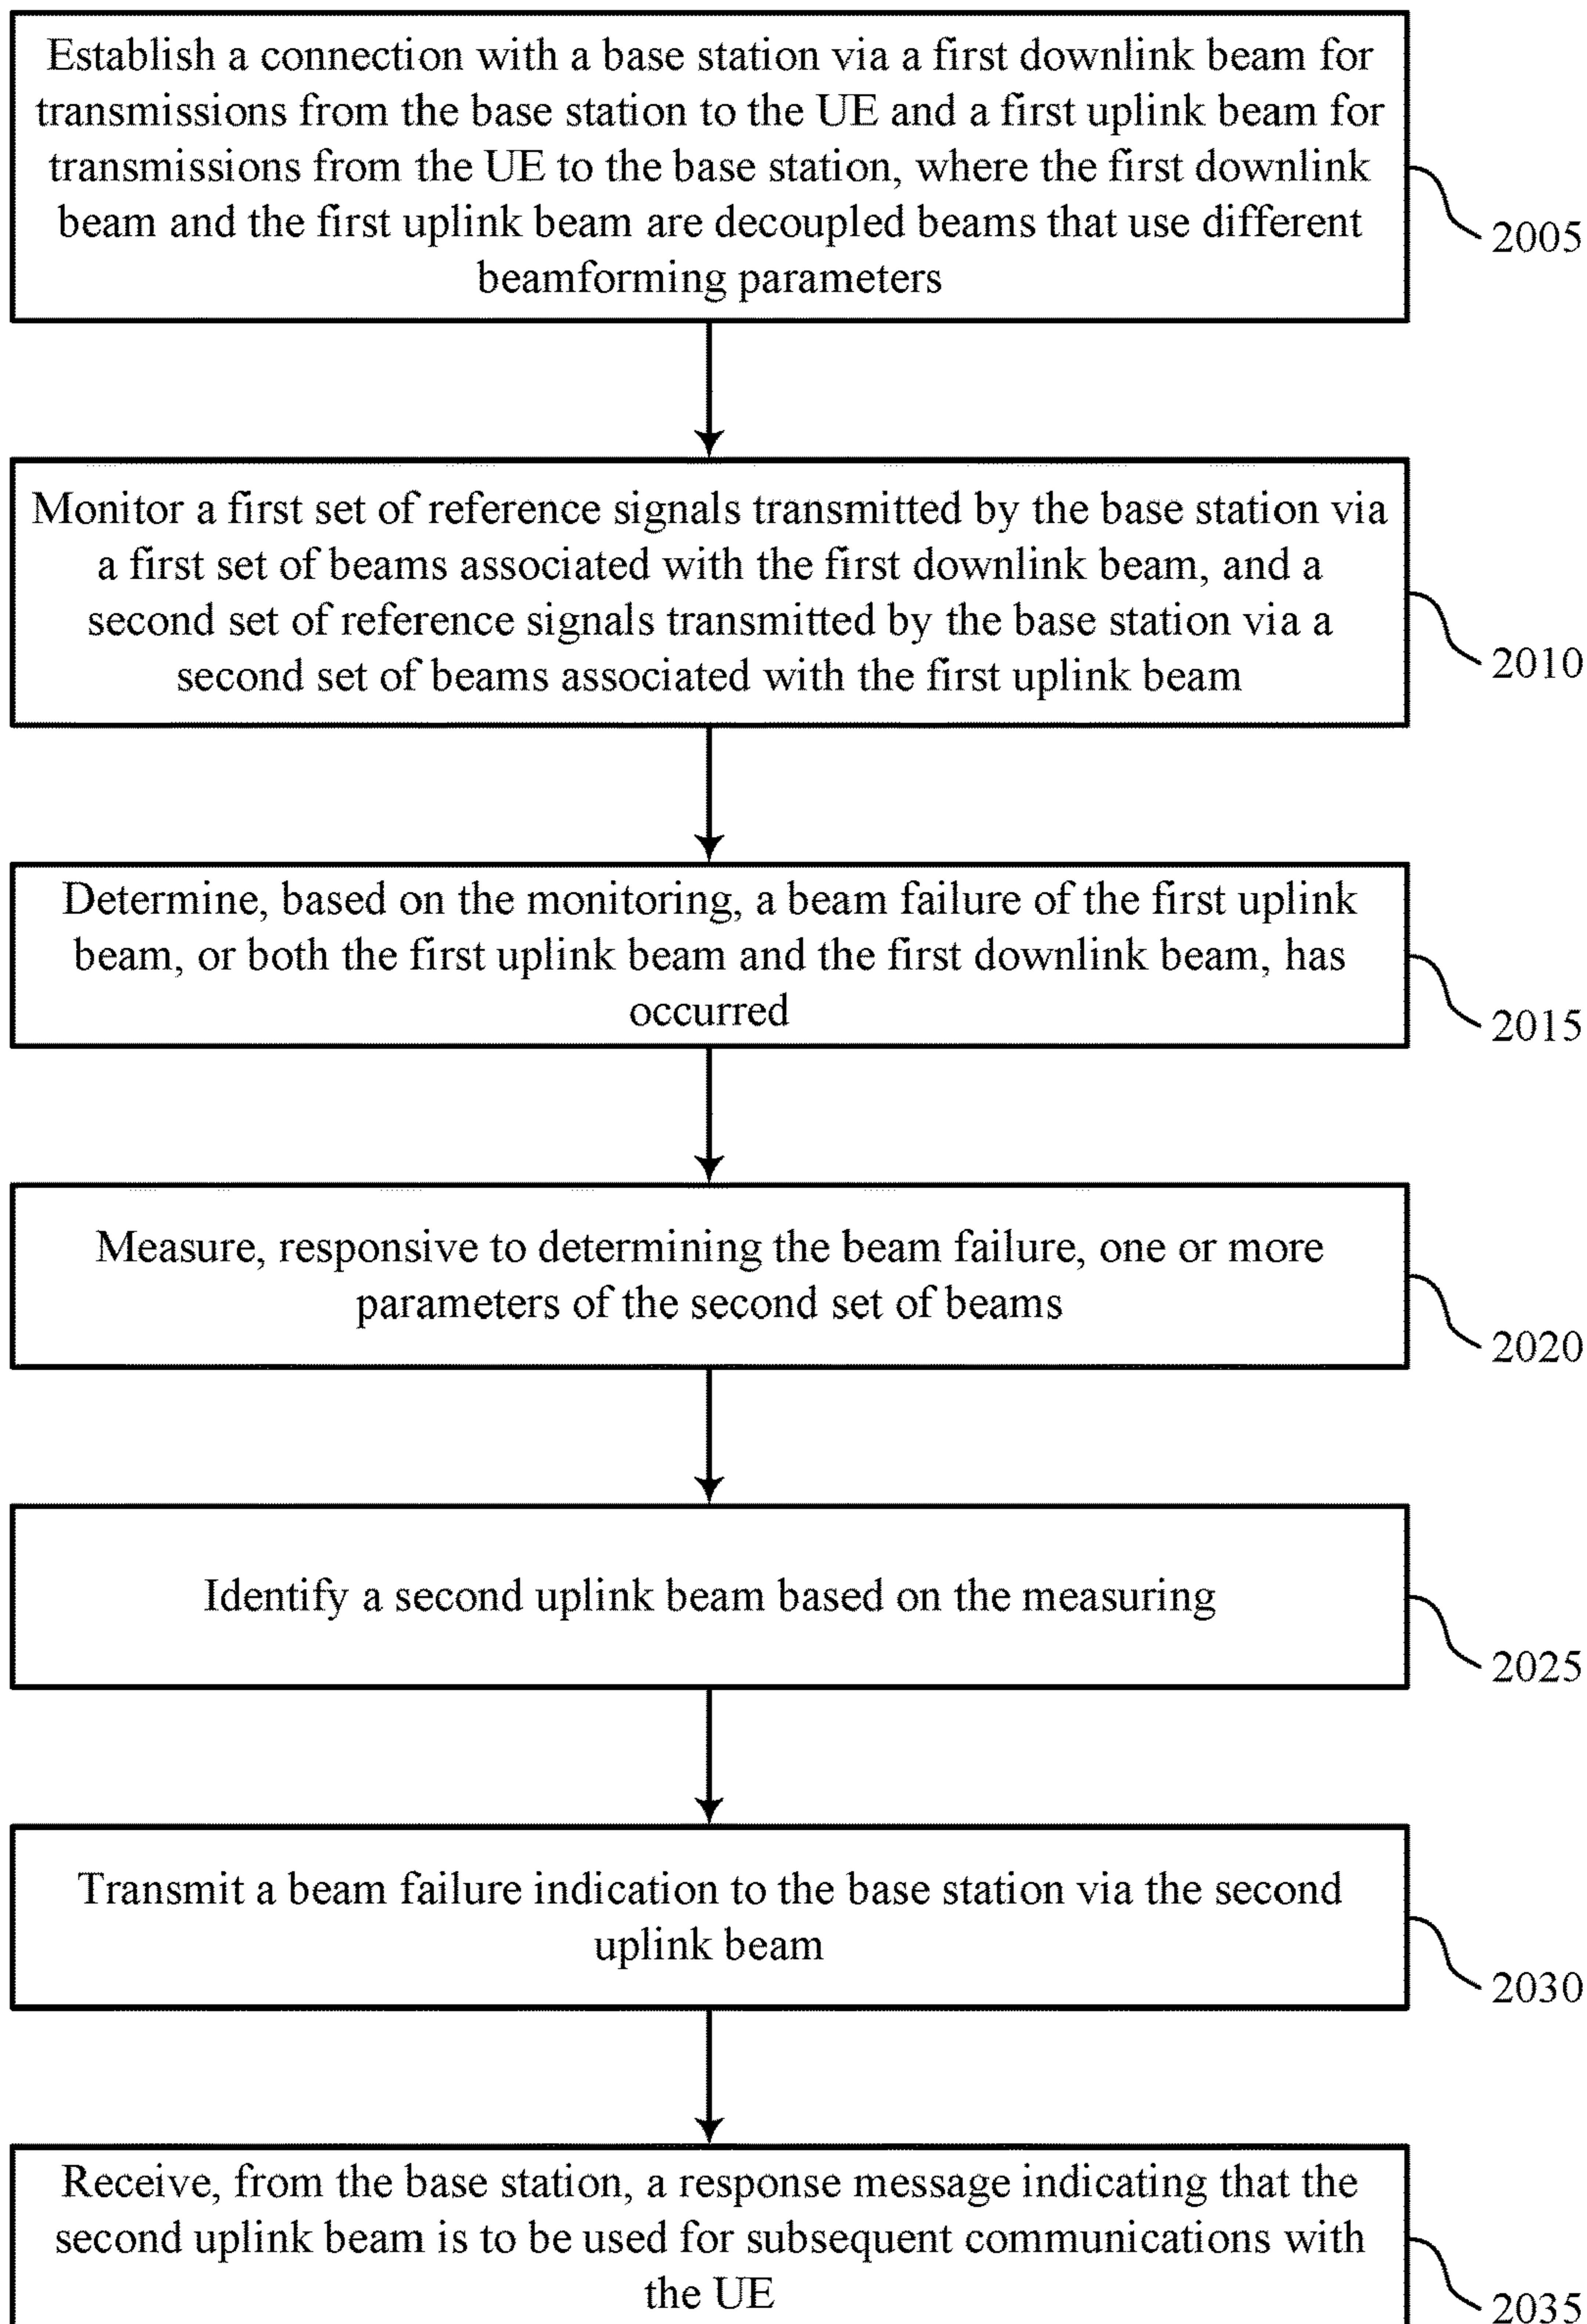 Establish a connection with a base station via a first downlink beam for
transmissions from the base station to the UE and a first uplink beam for
transmissions from the UE to the base station, where the first downlink
beam and the first uplink beam are decoupled beams that use different
beamforming parameters
2005
Monitor a first set of reference signals transmitted by the base station via
a first set of beams associated with the first downlink beam, and a
second set of reference signals transmitted by the base station via a
second set of beams associated with the first uplink beam
2010
Determine, based on the monitoring, a beam failure of the first uplink
beam, or both the first uplink beam and the first downlink beam, has
occurred
2015
Measure, responsive to determining the beam failure, one or more
parameters of the second set of beams
2020
Identify a second uplink beam based on the measuring
2025
Transmit a beam failure indication to the base station via the second
uplink beam
2030
Receive, from the base station, a response message indicating that the
second uplink beam is to be used for subsequent communications with
the UE
2035